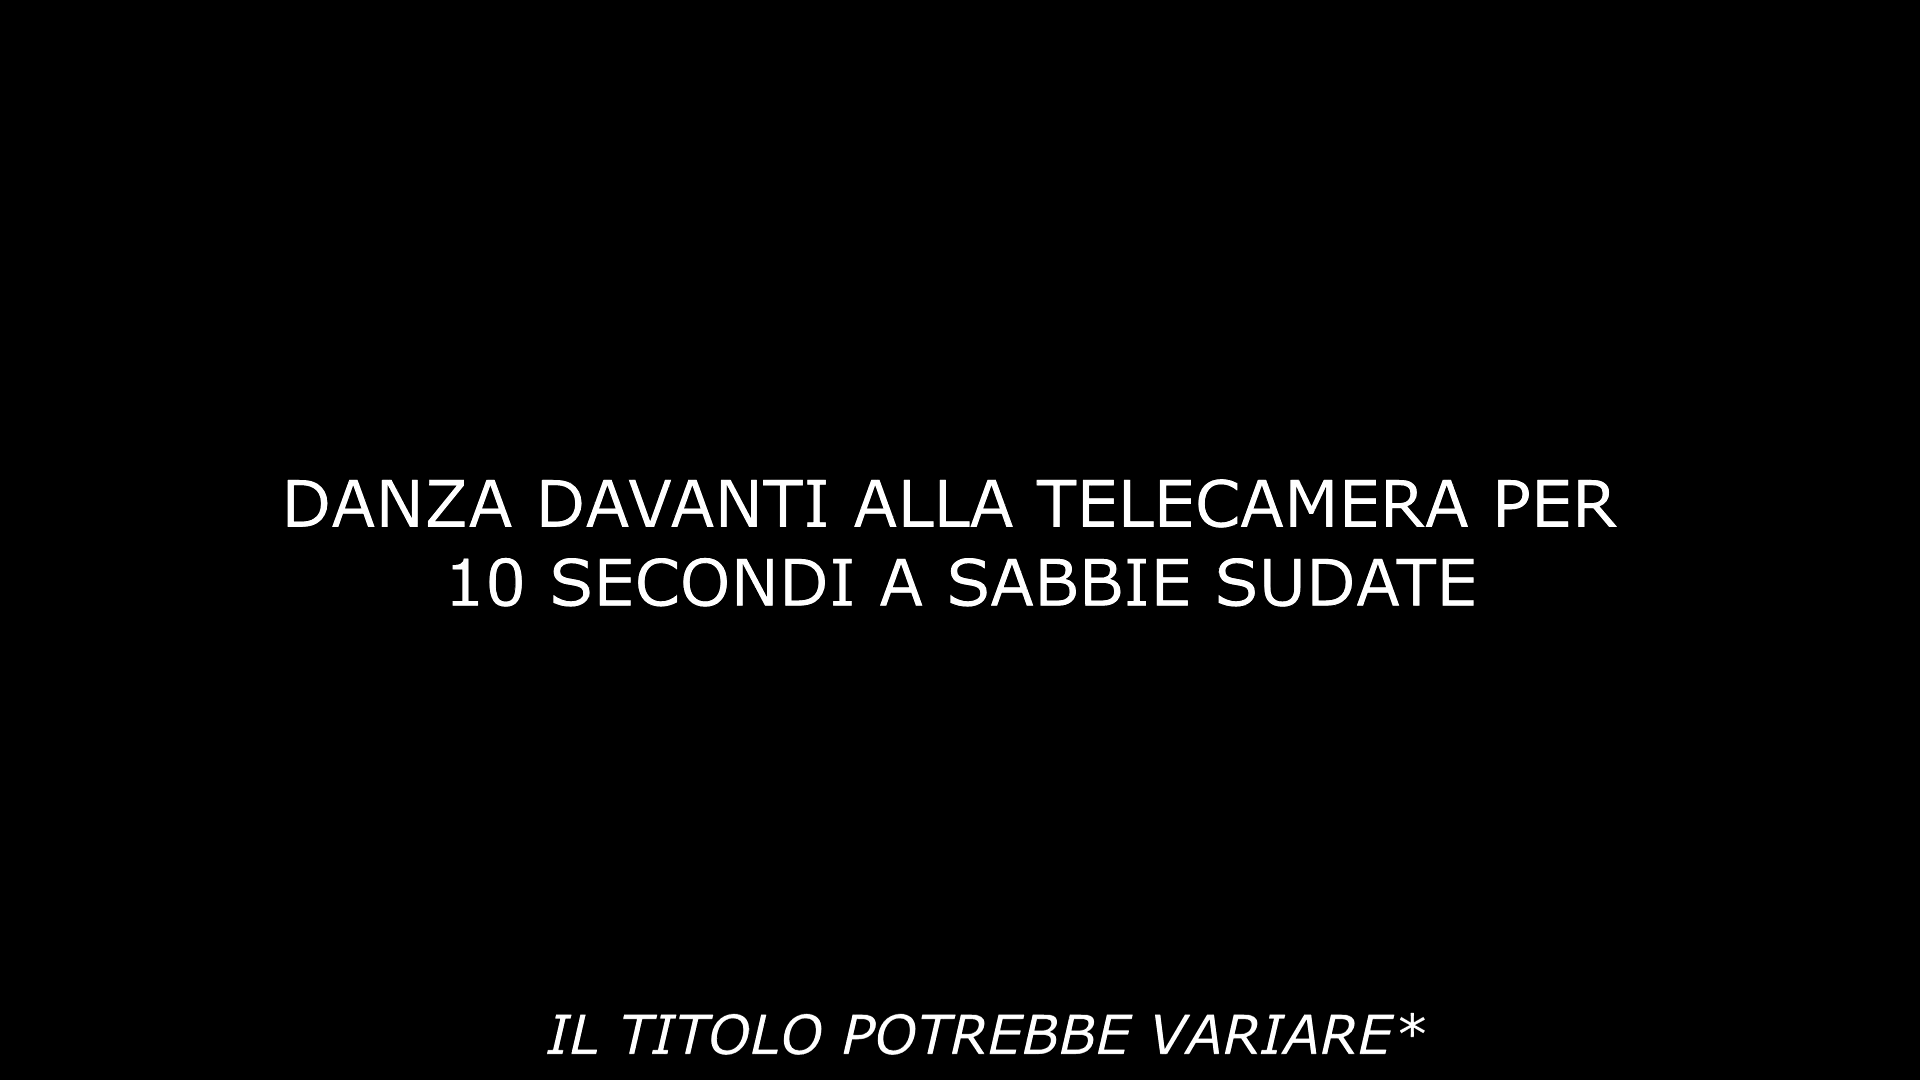 DANZA DAVANTI ALLA TELECAMERA PER
10 SECONDI A SABBIE SUDATE
IL TITOLO POTREBBE VARIARE*